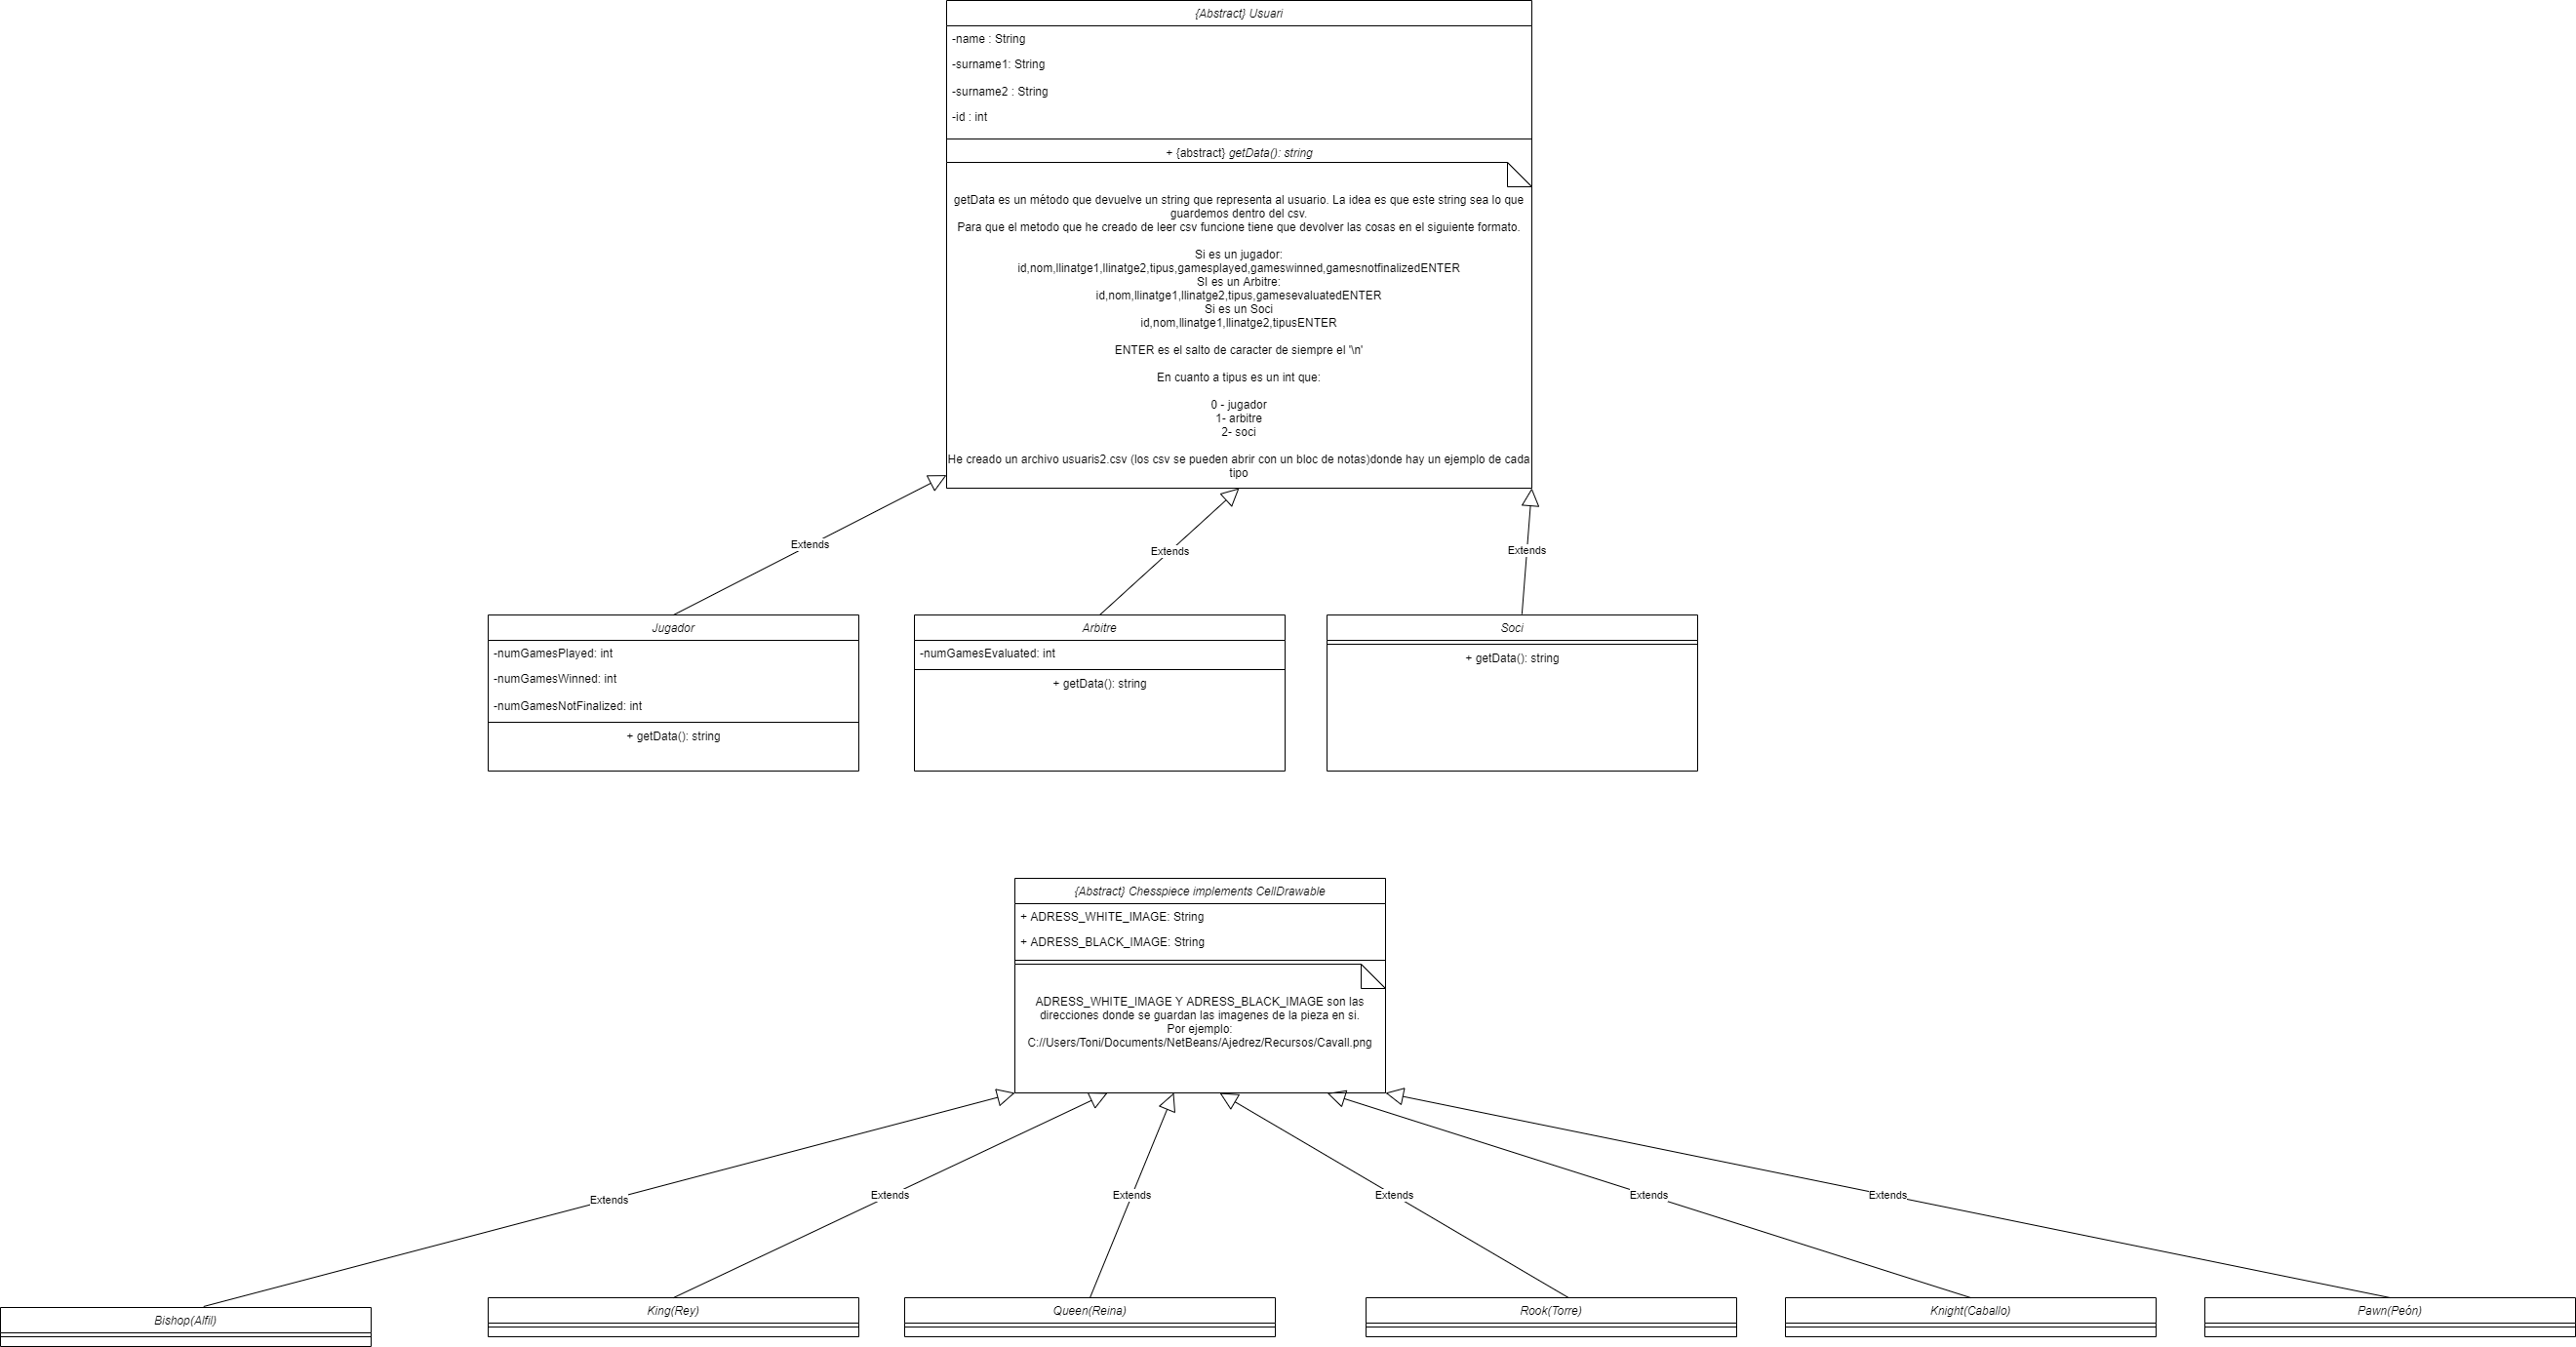 {Abstract} Usuari
-name : String
-surname1: String
-surname2 : String
-id : int
+ {abstract} getData(): string
getData es un método que devuelve un string que representa al usuario. La idea es que este string sea lo que
guardemos dentro del csv.
Para que el metodo que he creado de leer csv funcione tiene que devolver las cosas en el siguiente formato.
Si es un jugador:
id,nom,llinatge1,llinatge2,tipus,gamesplayed,gameswinned,gamesnotfinalizedENTER
SI es un Arbitre:
id,nom,llinatge1,llinatge2,tipus,gamesevaluatedENTER
Si es un Soci
id,nom,llinatge1,llinatge2,tipusENTER
ENTER es el salto de caracter de siempre el '\n'
En cuanto a tipus es un int que:
0 - jugador
1- arbitre
2- soci
He creado un archivo usuaris2.csv (los csv se pueden abrir con un bloc de notas)donde hay un ejemplo de cada
tipo
Extends
Extends
Extends
Jugador
-numGamesPlayed: int
-numGamesWinned: int
-numGamesNotFinalized: int
+ getData(): string
Arbitre
-numGamesEvaluated: int
+ getData(): string
Soci
+ getData(): string
{Abstract} Chesspiece implements CellDrawable
+ ADRESS_WHITE_IMAGE: String
+ ADRESS_BLACK_IMAGE: String
ADRESS_WHITE_IMAGE Y ADRESS_BLACK_IMAGE son las
direcciones donde se guardan las imagenes de la pieza en si.
Por ejemplo:
C://Users/Toni/Documents/NetBeans/Ajedrez/Recursos/Cavall.png
Extends
Extends
Extends
Extends
Extends
Extends
Bishop(Alfil)
King(Rey)
Queen(Reina)
Rook(Torre)
Knight(Caballo)
Pawn(Peón)